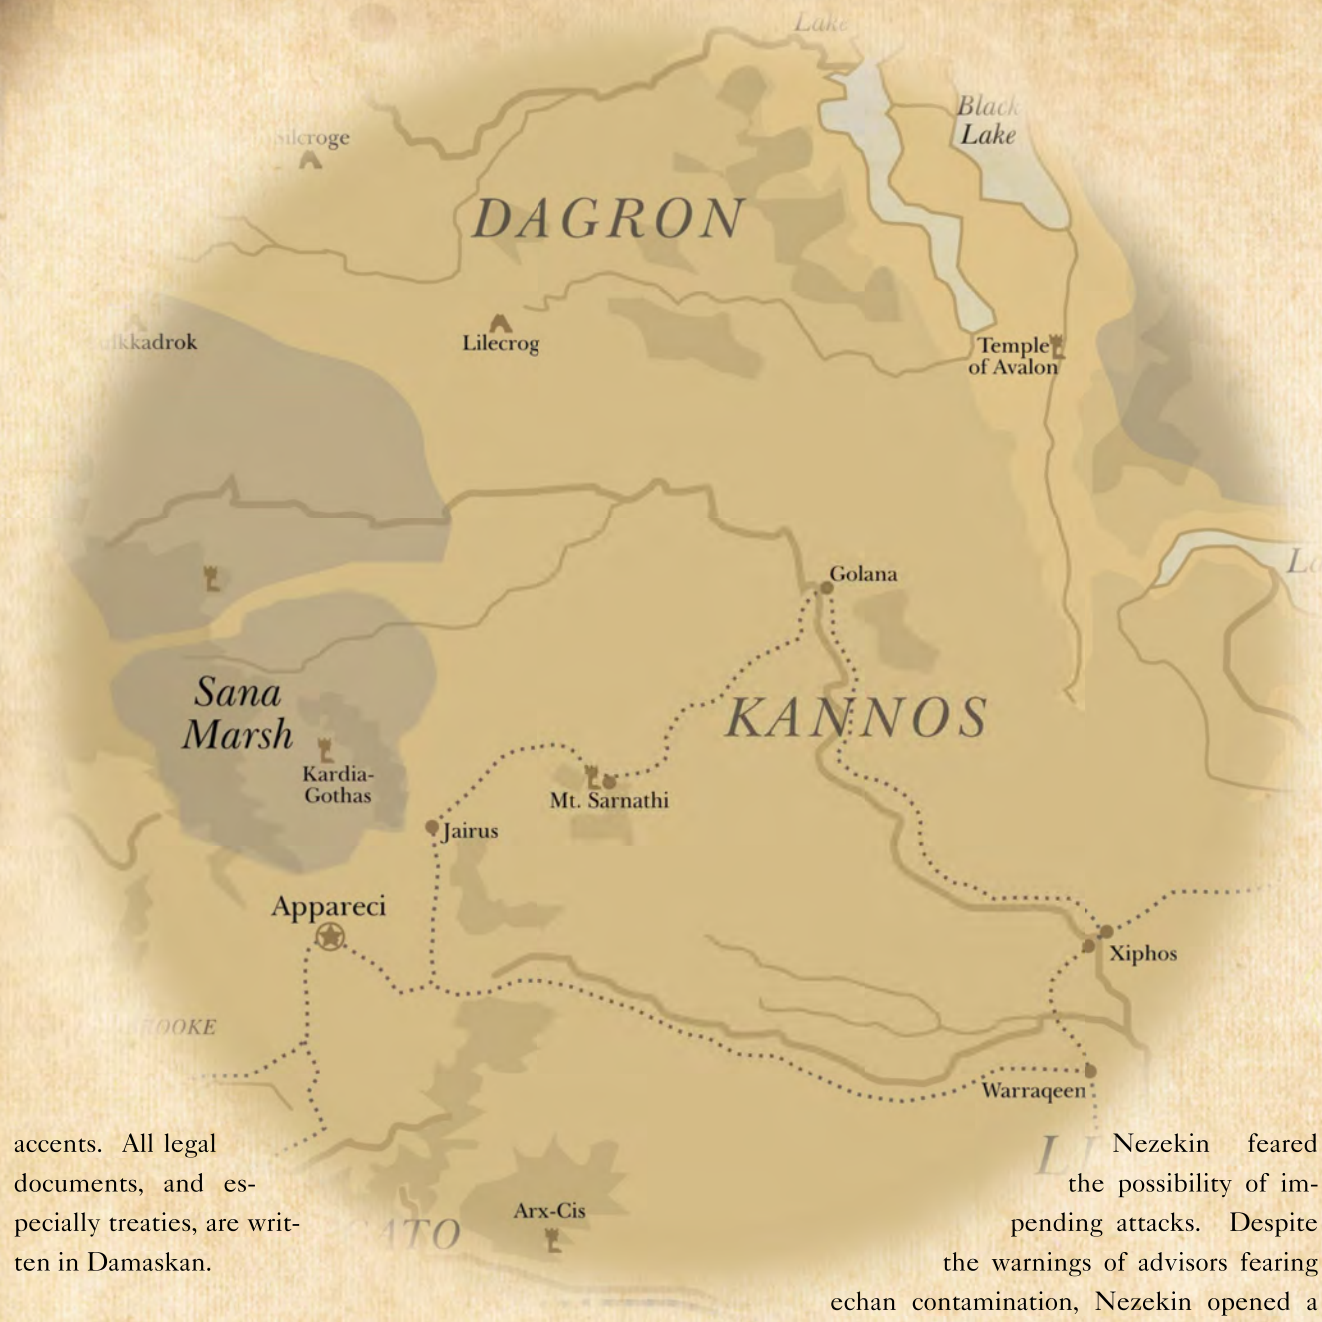 Lake
Black
Lake
DAGRON
Lilecrog
Temple
of Avalon
Golana
Sana
Marsh
KANNOS
Kardia-
Gothas
Mt. Sarnathi
Jairus
Appareci
Xiphos
Warraqeen
Arx-Cis
accents. All legal
documents, and es-
pecially treaties, are writ-
ten in Damaskan.
Nezekin feared
the possibility of im-
pending attacks. Despite
the warnings of advisors fearing
echan contamination, Nezekin opened a